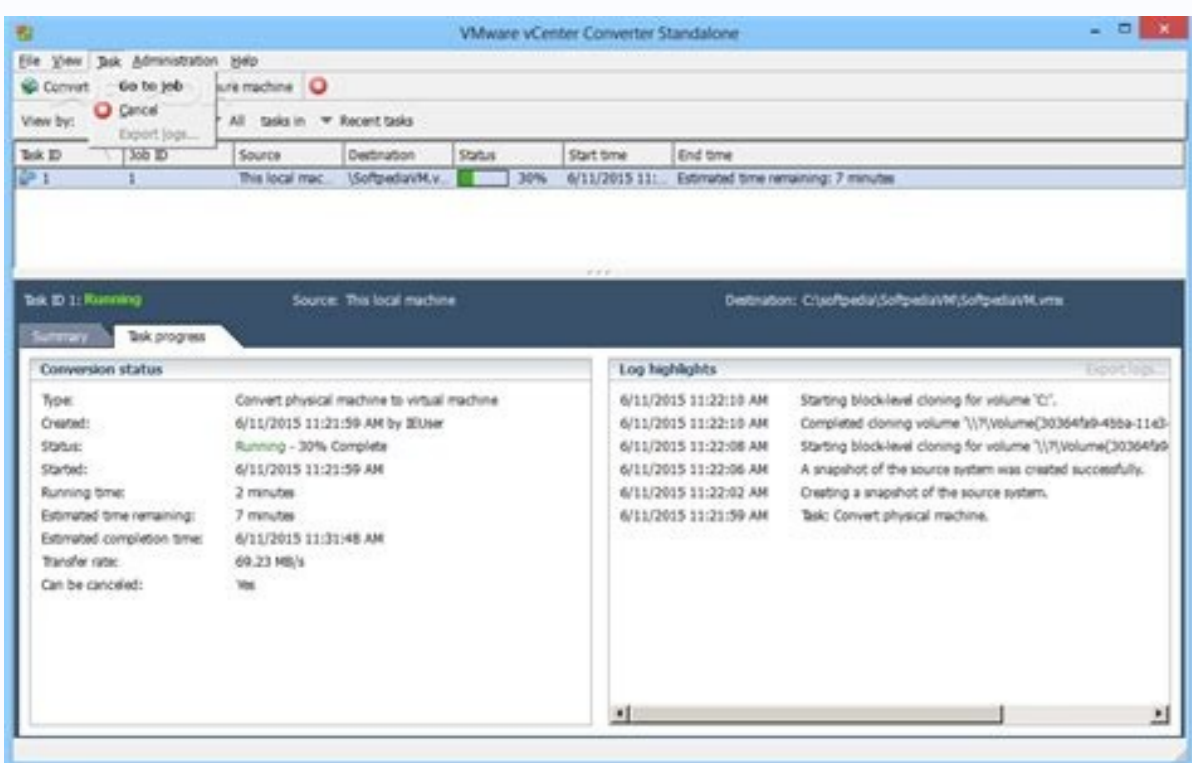 VMware vCenter Converter Standalone
File View Task Administration Help
Convert Go to job ure machine
View by: Cancel All tasks in Recent tasks
Export logs...
Task ID Job ID Source Destination Status Start time End time
1 1 This local mac... \SoftpediaVM.v... 30% 6/11/2015 11:... Estimated time remaining: 7 minutes
Task ID 1: Running Source: This local machine Destination: C:\softpedia\SoftpediaVM\SoftpediaVM.vmx
Summary Task progress
Conversion status
Type: Convert physical machine to virtual machine
Created: 6/11/2015 11:21:59 AM by IEUser
Status: Running - 30% Complete
Started: 6/11/2015 11:21:59 AM
Running time: 2 minutes
Estimated time remaining: 7 minutes
Estimated completion time: 6/11/2015 11:31:48 AM
Transfer rate: 69.23 MB/s
Can be canceled: Yes
Log highlights Export logs...
6/11/2015 11:22:10 AM Starting block-level cloning for volume 'C:'.
6/11/2015 11:22:10 AM Completed cloning volume '\\?\Volume{30364fa9-45ba-11e3-
6/11/2015 11:22:08 AM Starting block-level cloning for volume '\\?\Volume{30364fa9
6/11/2015 11:22:06 AM A snapshot of the source system was created successfully.
6/11/2015 11:22:02 AM Creating a snapshot of the source system.
6/11/2015 11:21:59 AM Task: Convert physical machine.